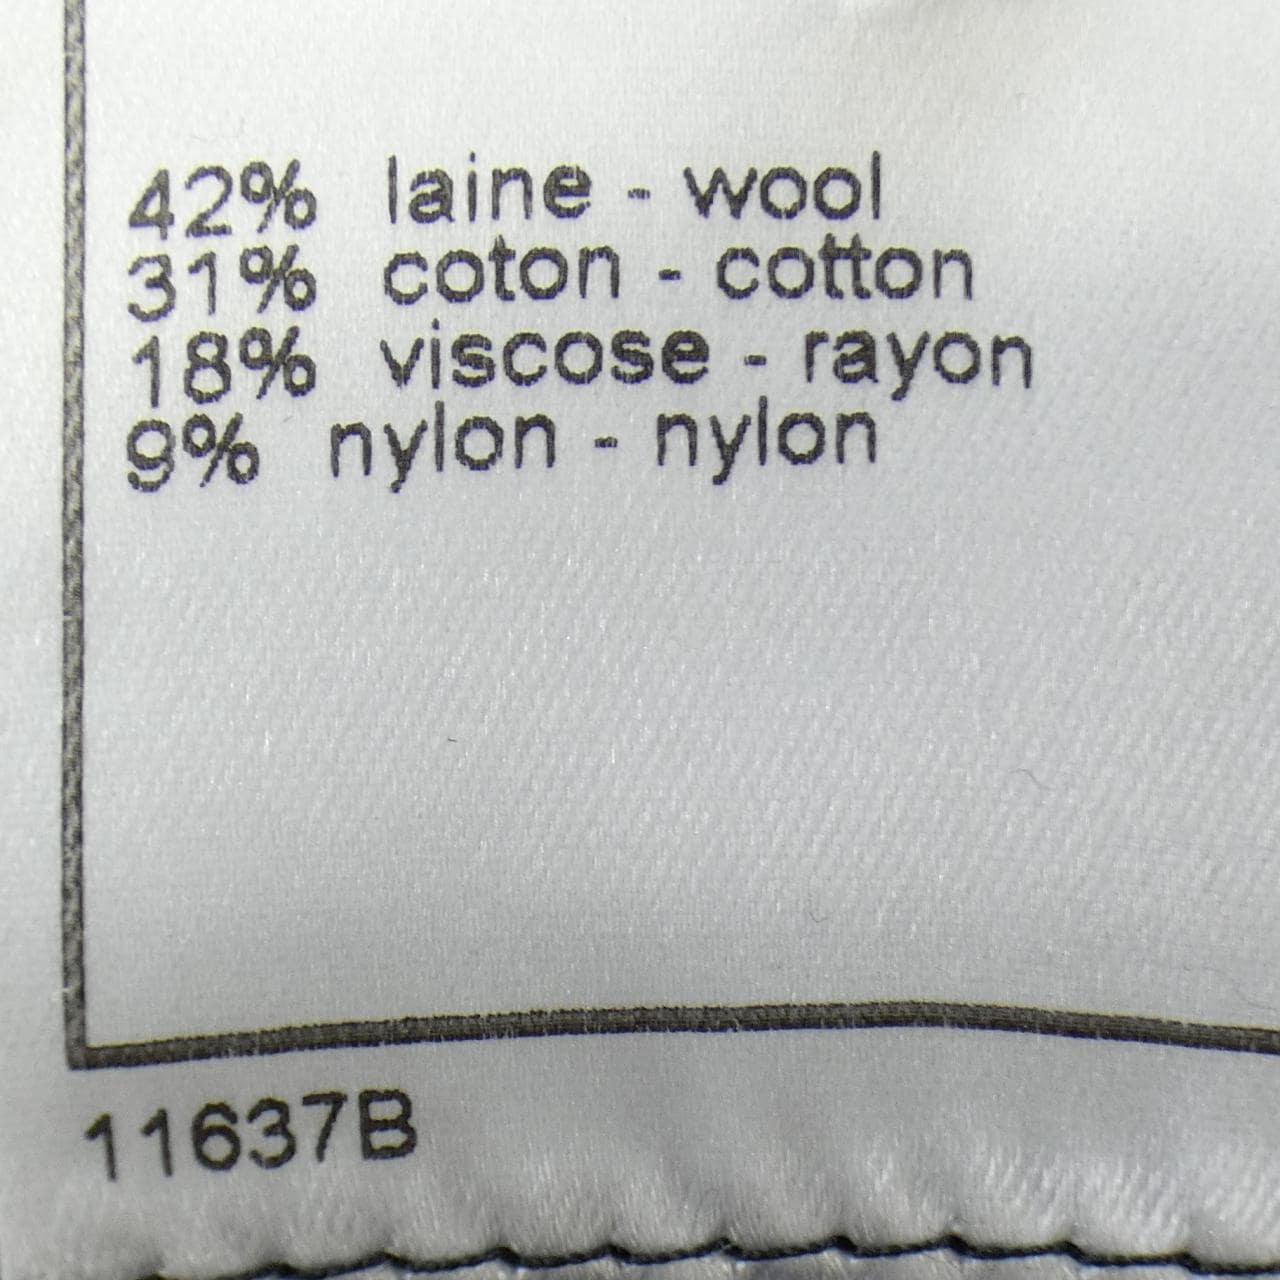 42% laine - wool
31% coton - cotton
18% viscose - rayon
9% nylon - nylon
11637B